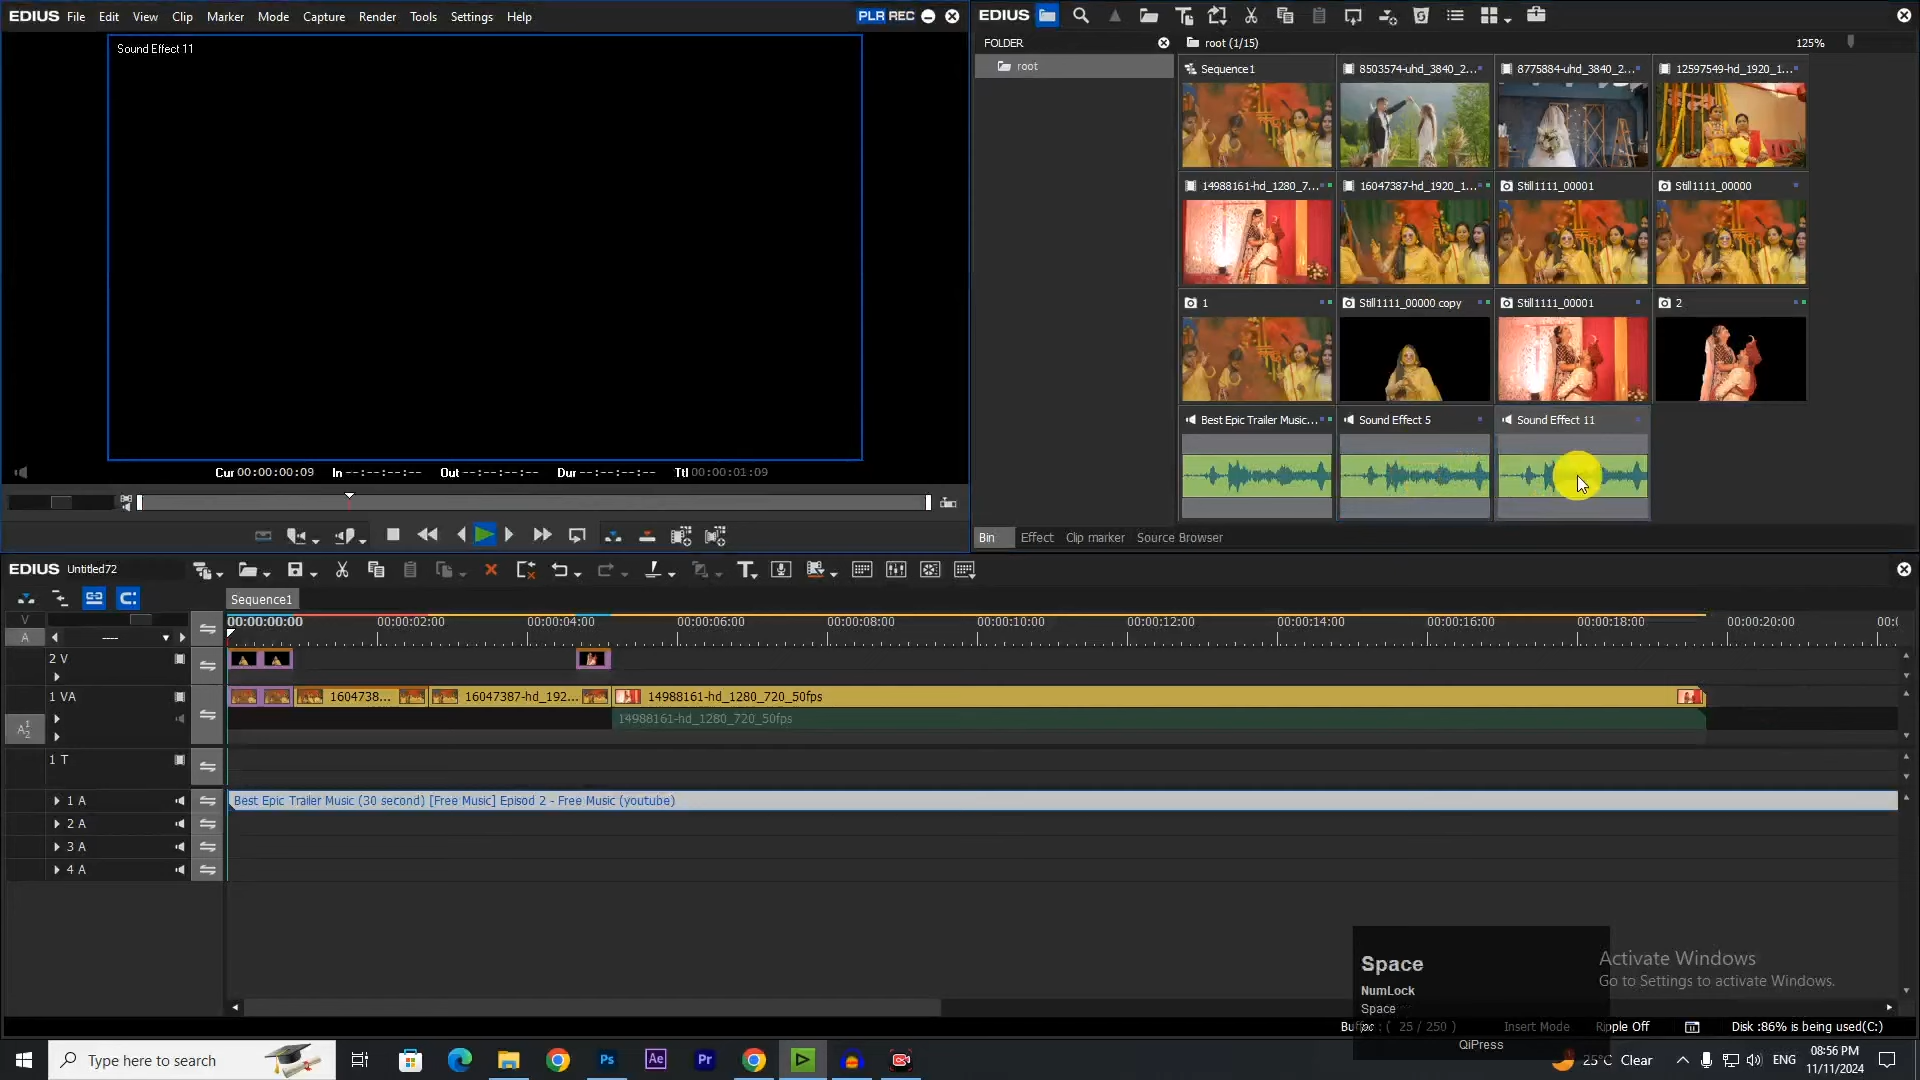 EDIUS File Edit View Clip Marker Mode Capture Render Tools Settings Help PLR REC
Sound Effect 11
Cur 00:00:00:09 In --:--:--:-- Out --:--:--:-- Dur --:--:--:-- Ttl 00:00:01:09
EDIUS
FOLDER
root
root (1/15)
125%
Sequence1
8503574-uhd_3840_2...
8775884-uhd_3840_2...
12597549-hd_1920_1...
14988161-hd_1280_7...
16047387-hd_1920_1...
Still1111_00001
Still1111_00000
1
Still1111_00000 copy
Still1111_00001
2
Best Epic Trailer Music...
Sound Effect 5
Sound Effect 11
Bin Effect Clip marker Source Browser
EDIUS Untitled72
Sequence1
V
A
----
00:00:00:00 00:00:02:00 00:00:04:00 00:00:06:00 00:00:08:00 00:00:10:00 00:00:12:00 00:00:14:00 00:00:16:00 00:00:18:00 00:00:20:00
2 V
1 VA
1604738... 16047387-hd_192... 14988161-hd_1280_720_50fps
14988161-hd_1280_720_50fps
1 T
1 A
Best Epic Trailer Music (30 second) [Free Music] Episod 2 - Free Music (youtube)
2 A
3 A
4 A
Space
NumLock
Space
QiPress
Activate Windows
Go to Settings to activate Windows.
( 25 / 250 ) Insert Mode Ripple Off Disk :86% is being used(C:)
Type here to search
Ps Ae Pr
25°C Clear ENG
08:56 PM
11/11/2024